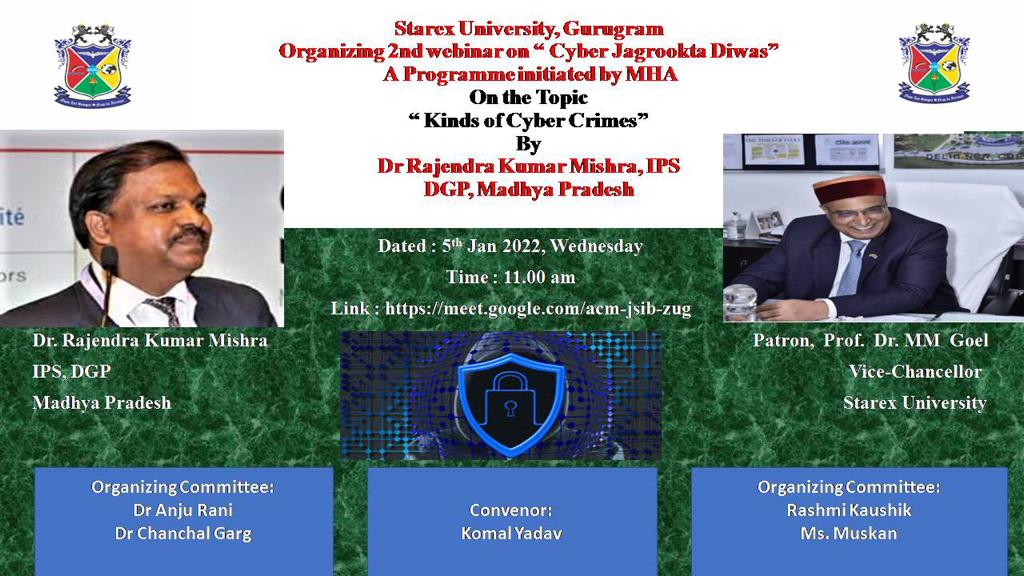 Starex University, Gurugram
Organizing 2nd webinar on “ Cyber Jagrookta Diwas”
A Programme initiated by MHA
On the Topic
“ Kinds of Cyber Crimes”
By
Dr Rajendra Kumar Mishra, IPS
DGP, Madhya Pradesh
ité
ors
Dated : 5th Jan 2022, Wednesday
Time : 11.00 am
Link : https://meet.google.com/acm-jsib-zug
Dr. Rajendra Kumar Mishra
IPS, DGP
Madhya Pradesh
Patron, Prof. Dr. MM Goel
Vice-Chancellor
Starex University
Organizing Committee:
Dr Anju Rani
Dr Chanchal Garg
Convenor:
Komal Yadav
Organizing Committee:
Rashmi Kaushik
Ms. Muskan